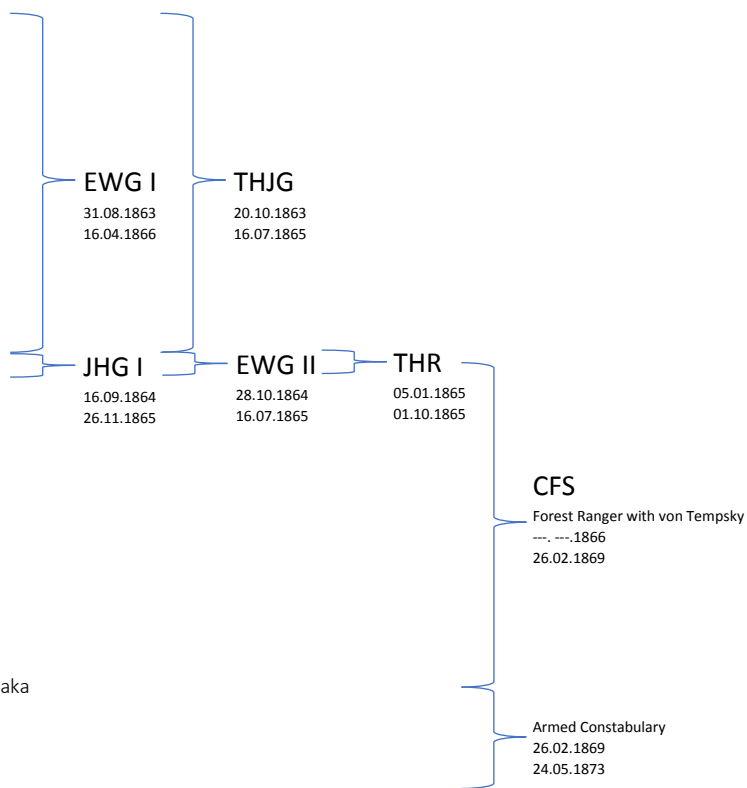 EWG I
31.08.1863
16.04.1866
THJG
20.10.1863
16.07.1865
JHG I
16.09.1864
26.11.1865
EWG II
28.10.1864
16.07.1865
THR
05.01.1865
01.10.1865
CFS
Forest Ranger with von Tempsky
---. ---.1866
26.02.1869
aka
Armed Constabulary
26.02.1869
24.05.1873